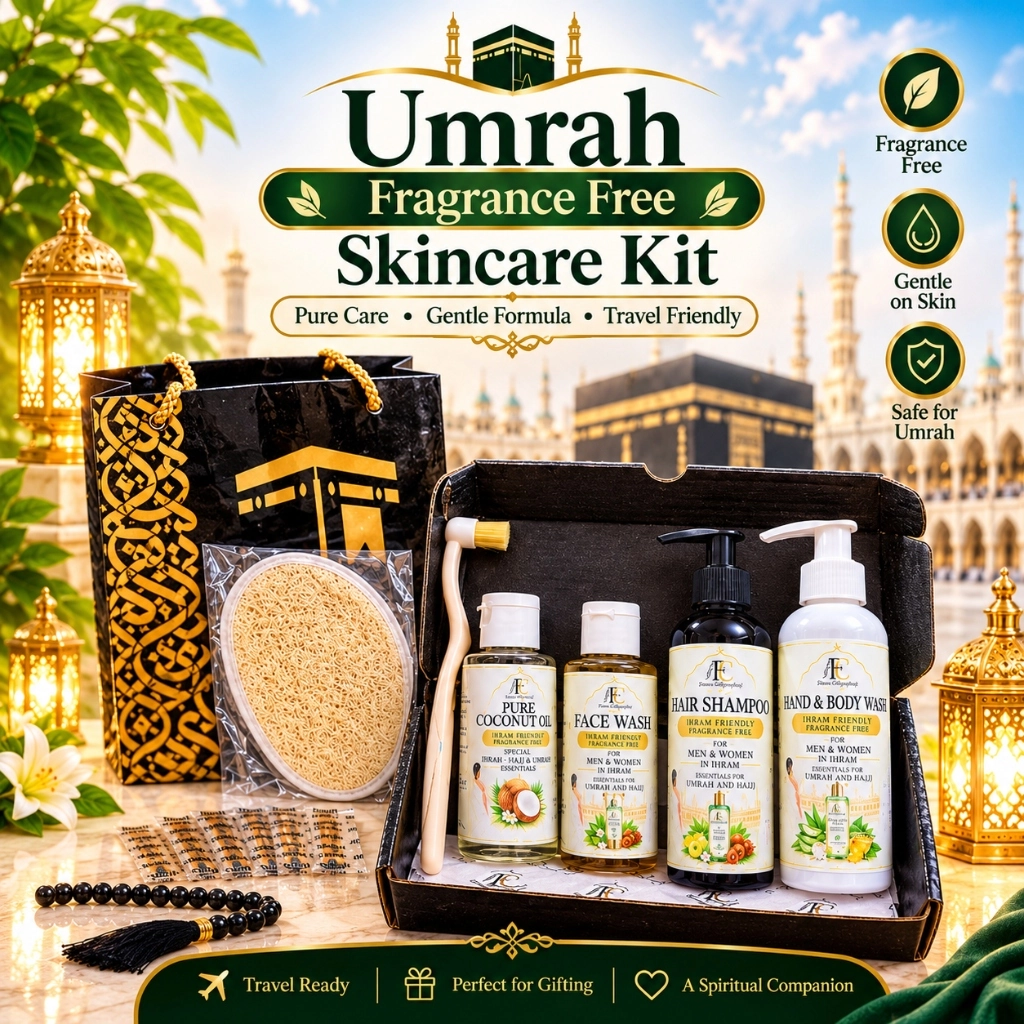 Umrah
Fragrance Free
Skincare Kit
Pure Care • Gentle Formula • Travel Friendly
Fragrance
Free
Gentle
on Skin
Safe for
Umrah
PURE
COCONUT OIL
IHRAM FRIENDLY
FRAGRANCE FREE
SPECIAL
ESSENTIALS
FACE WASH
IHRAM FRIENDLY
FRAGRANCE FREE
FOR
MEN & WOMEN
IN IHRAM
ESSENTIALS FOR
UMRAH AND HAJJ
HAIR SHAMPOO
IHRAM FRIENDLY
FRAGRANCE FREE
FOR
MEN & WOMEN
IN IHRAM
ESSENTIALS FOR
UMRAH AND HAJJ
HAND & BODY WASH
IHRAM FRIENDLY
FRAGRANCE FREE
FOR
MEN & WOMEN
IN IHRAM
ESSENTIALS FOR
UMRAH AND HAJJ
Travel Ready
Perfect for Gifting
A Spiritual Companion